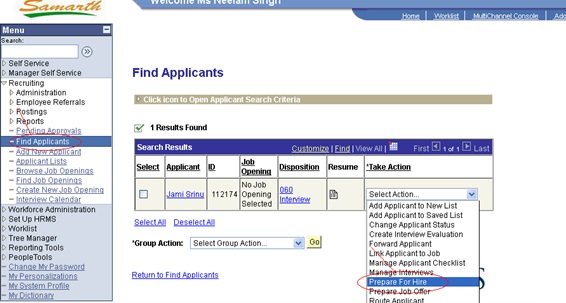 Samarth
Welcome Ms Neelam Singh
Home | Worklist | MultiChannel Console | Add
Menu
Search:
Self Service
Manager Self Service
Recruiting
Administration
Employee Referrals
Postings
Reports
Pending Approvals
Find Applicants
Add New Applicant
Applicant Lists
Browse Job Openings
Find Job Openings
Create New Job Opening
Interview Calendar
Workforce Administration
Set Up HRMS
Worklist
Tree Manager
Reporting Tools
PeopleTools
Change My Password
My Personalizations
My System Profile
My Dictionary
Find Applicants
Click icon to Open Applicant Search Criteria
1 Results Found
Search Results Customize | Find | View All | First 1 of 1 Last
Select Applicant ID Job Opening Disposition Resume *Take Action
Jami Srinu 112174 No Job Opening Selected 060 Interview Select Action...
Add Applicant to New List
Add Applicant to Saved List
Change Applicant Status
Create Interview Evaluation
Forward Applicant
Link Applicant to Job
Manage Applicant Checklist
Manage Interviews
Prepare For Hire
Prepare Job Offer
Route Applicant
Select All Deselect All
*Group Action: Select Group Action... Go
Return to Find Applicants